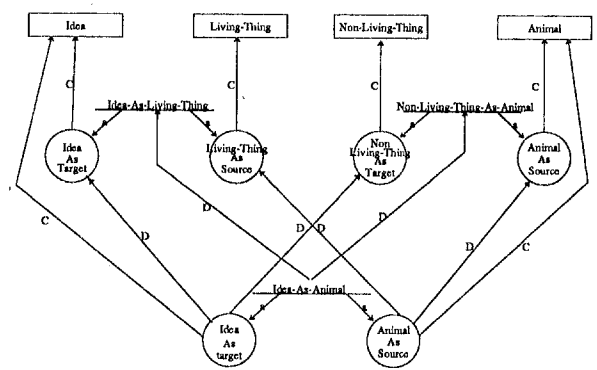 Idea
Living-Thing
Non-Living-Thing
Animal
C
C
C
C
Idea-As-Living-Thing
Non-Living-Thing-As-Animal
a
a
a
a
Idea
As
Target
Living-Thing
As
Source
Non
Living-Thing
As
Target
Animal
As
Source
D
D
C
D
D
D
D
C
Idea-As-Animal
a
a
Idea
As
target
Animal
As
Source